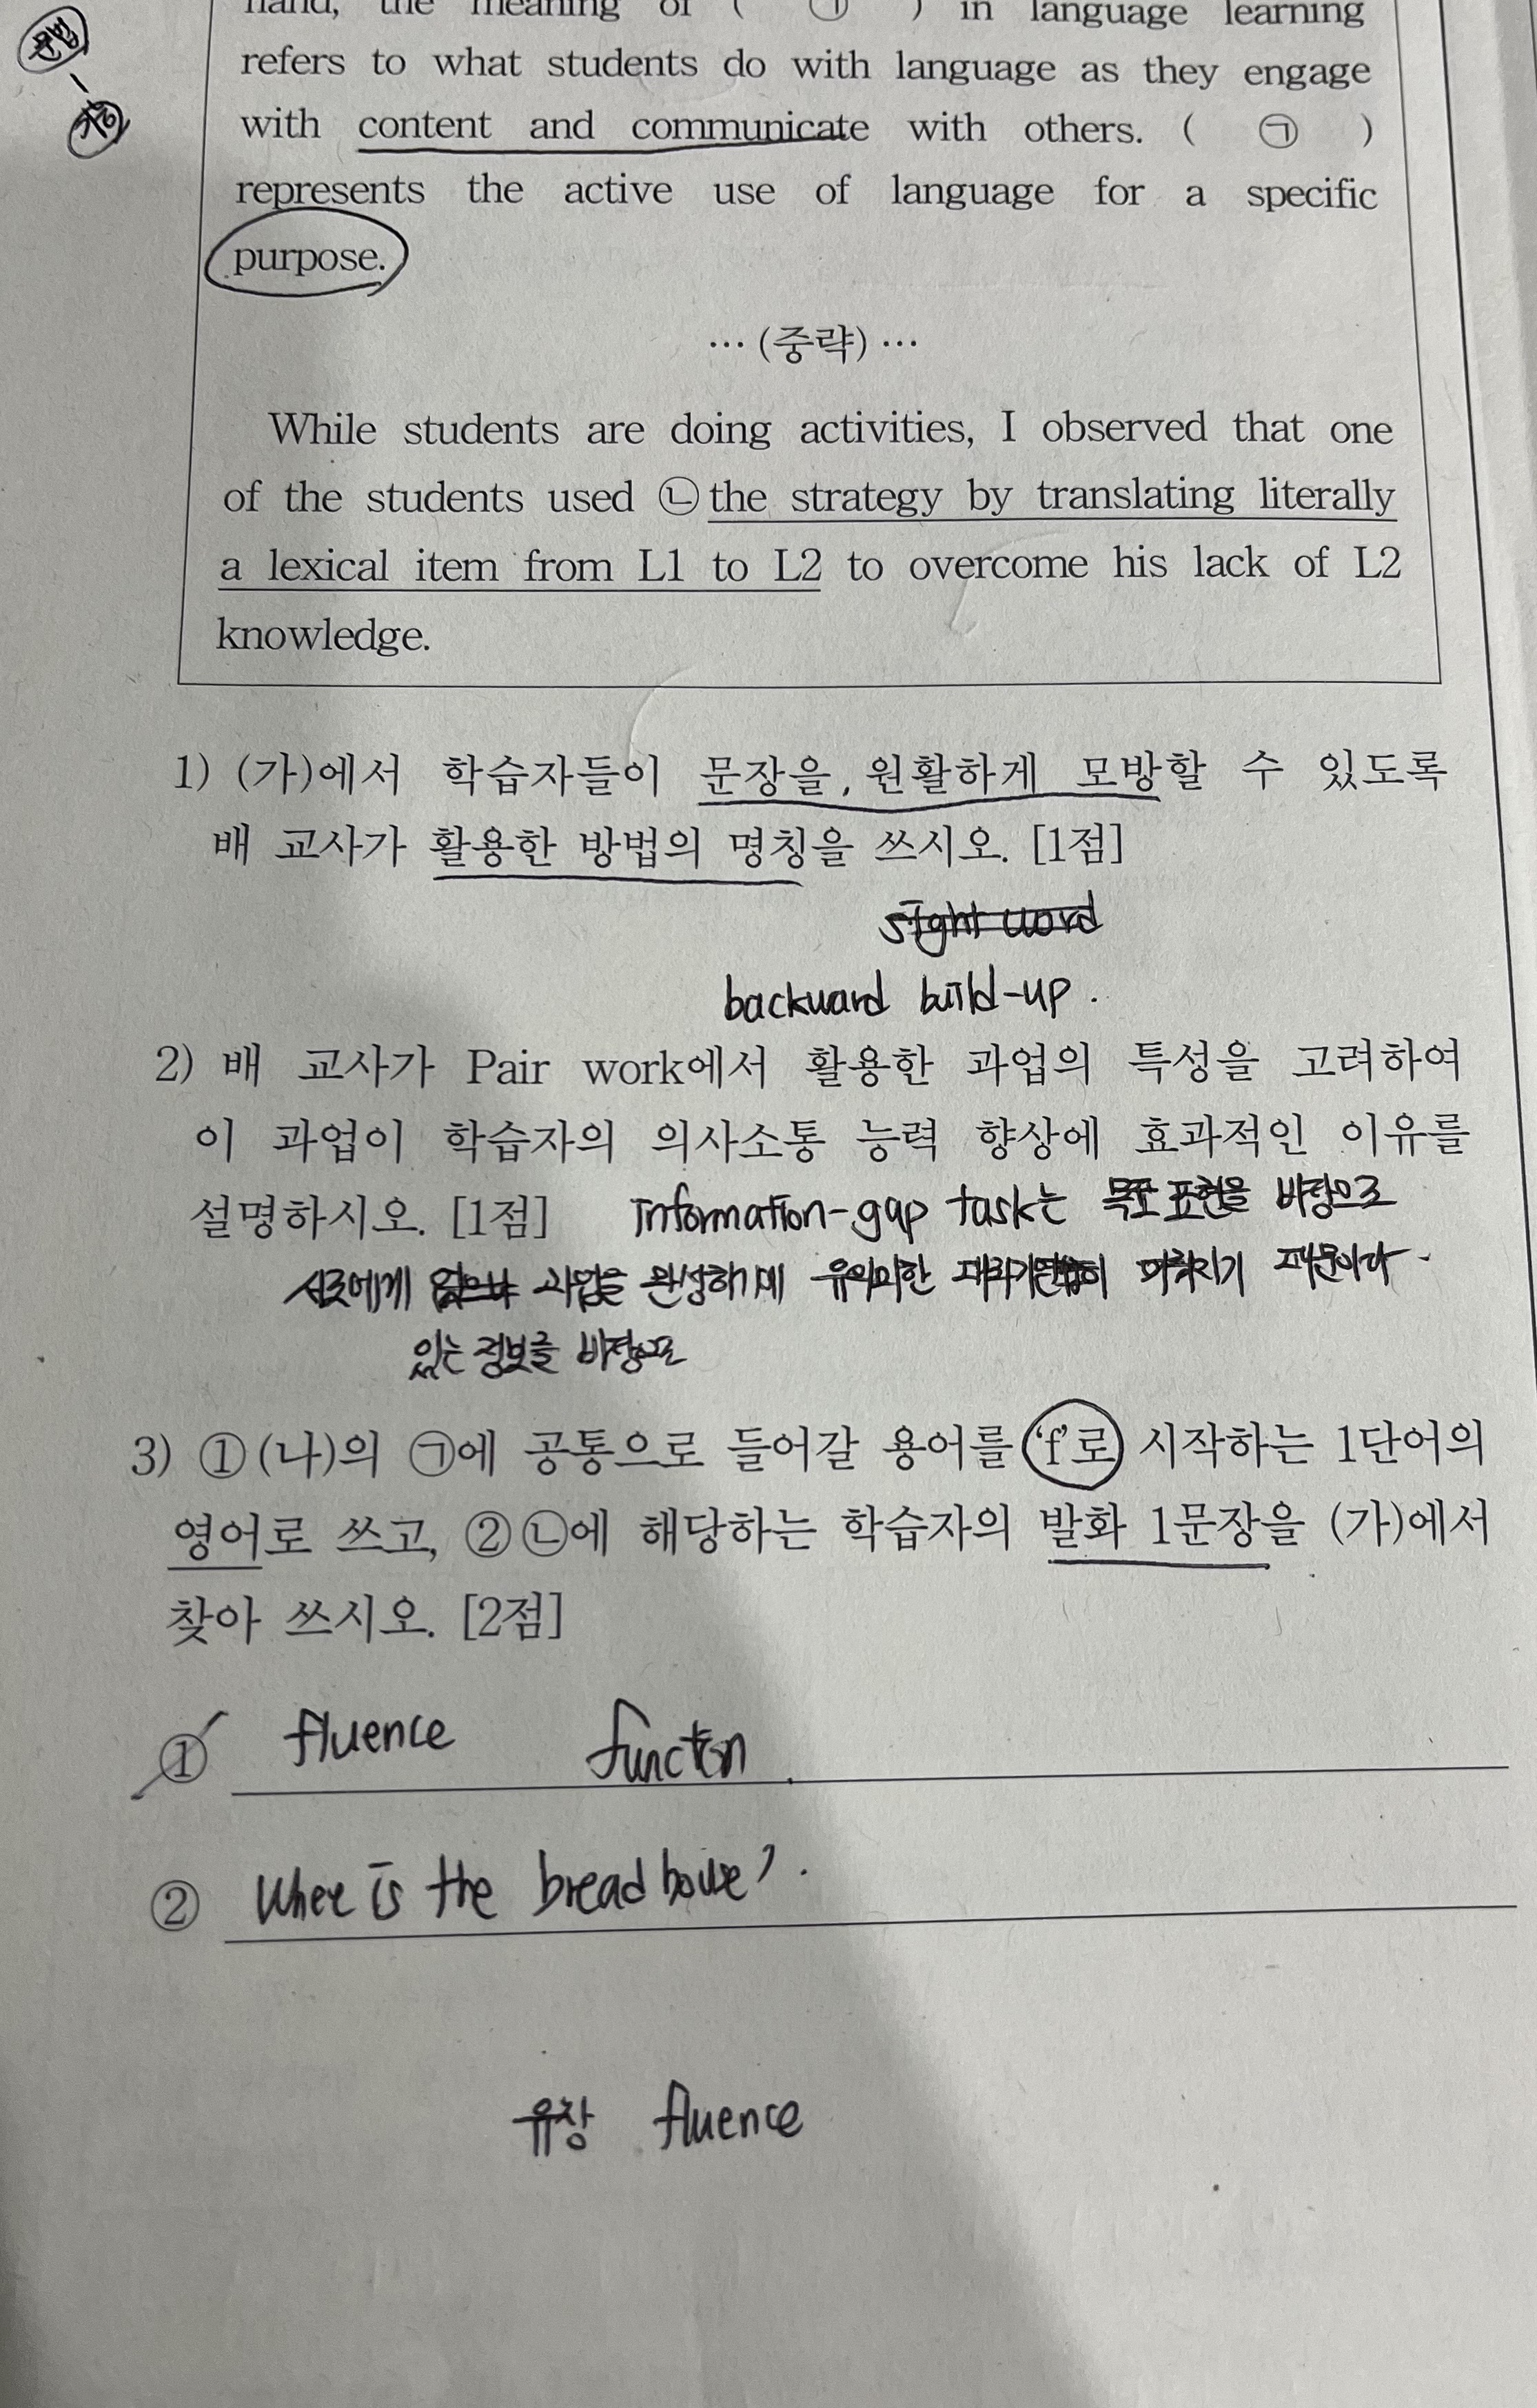 hand, the meaning of ( ㉠ ) in language learning
refers to what students do with language as they engage
with content and communicate with others. ( ㉠ )
represents the active use of language for a specific
purpose.
… (중략) …
While students are doing activities, I observed that one
of the students used ㉡ the strategy by translating literally
a lexical item from L1 to L2 to overcome his lack of L2
knowledge.
1) (가)에서 학습자들이 문장을, 원활하게 모방할 수 있도록
배 교사가 활용한 방법의 명칭을 쓰시오. [1점]
sight word
backward build-up.
2) 배 교사가 Pair work에서 활용한 과업의 특성을 고려하여
이 과업이 학습자의 의사소통 능력 향상에 효과적인 이유를
설명하시오. [1점] information-gap task는 목표 표현을 바탕으로
서로에게 과업을 완성하기에 유의미한 이뤄지기 때문이다.
있는 정보를 바탕으로
3) ① (나)의 ㉠에 공통으로 들어갈 용어를 'f'로 시작하는 1단어의
영어로 쓰고, ② ㉡에 해당하는 학습자의 발화 1문장을 (가)에서
찾아 쓰시오. [2점]
① fluence function.
② Where is the bread house?.
유창 fluence